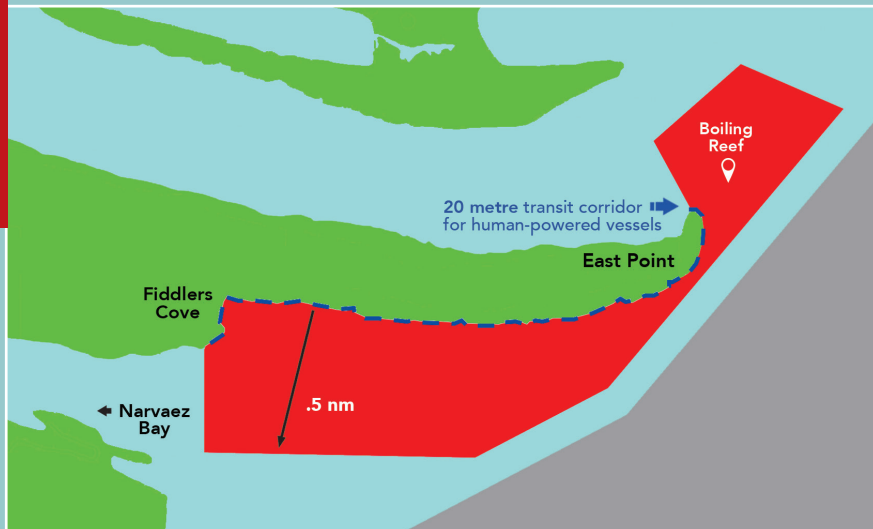 Boiling
Reef
20 metre transit corridor
for human-powered vessels
East Point
Fiddlers
Cove
.5 nm
Narvaez
Bay